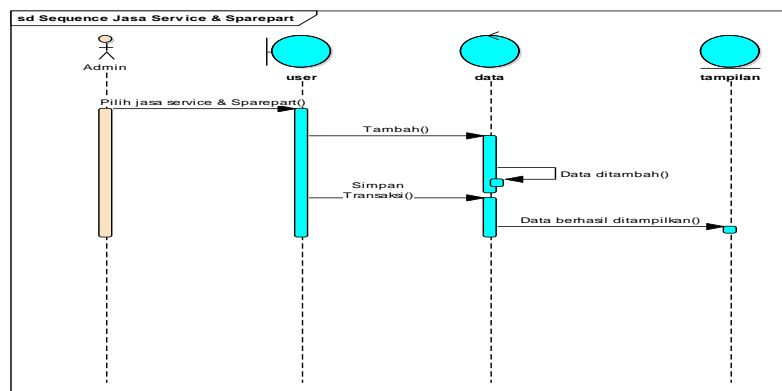 sd Sequence Jasa Service & Sparepart
Admin
user
data
tampilan
Pilih jasa service & Sparepart()
Tambah()
Data ditambah()
Simpan
Transaksi()
Data berhasil ditampilkan()